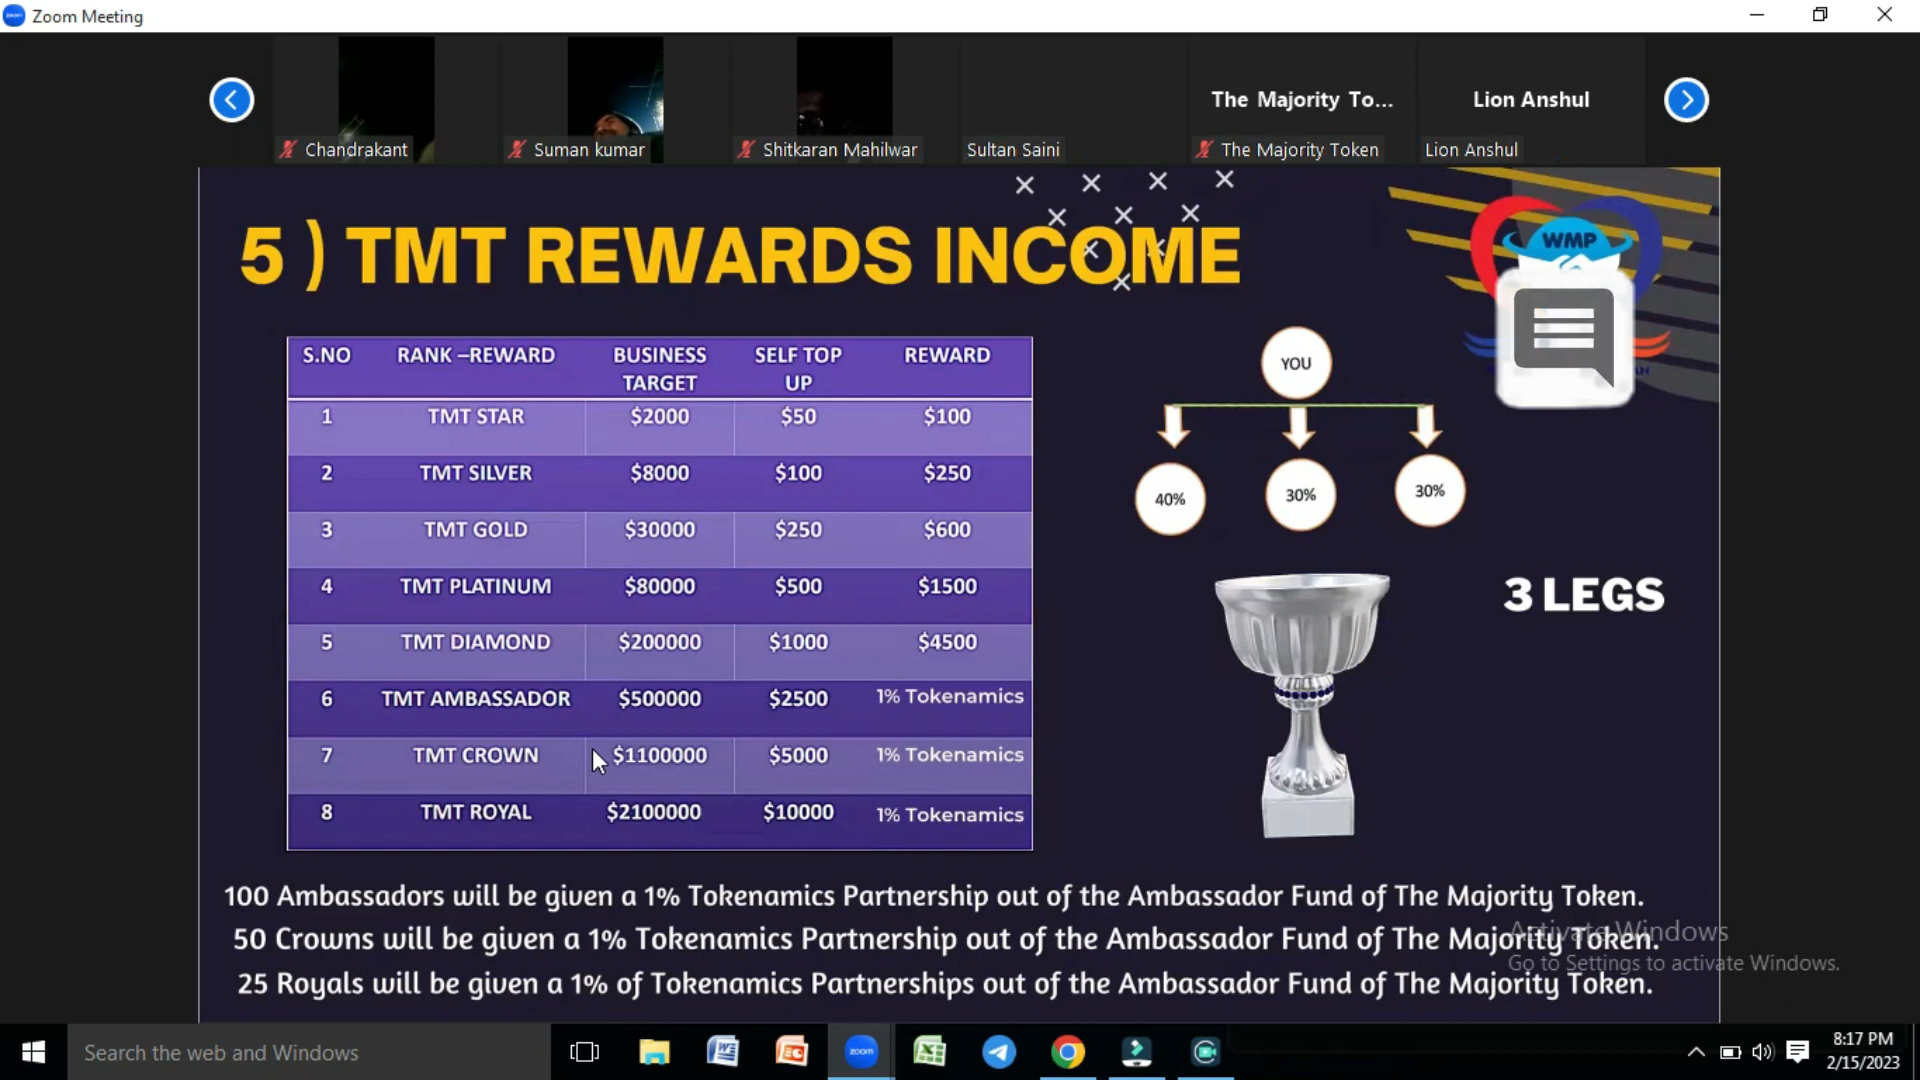 Zoom Meeting
The Majority To...
Lion Anshul
Chandrakant
Suman kumar
Shitkaran Mahilwar
Sultan Saini
The Majority Token
Lion Anshul
5 ) TMT REWARDS INCOME
WMP
S.NO RANK –REWARD BUSINESS TARGET SELF TOP UP REWARD
1 TMT STAR $2000 $50 $100
2 TMT SILVER $8000 $100 $250
3 TMT GOLD $30000 $250 $600
4 TMT PLATINUM $80000 $500 $1500
5 TMT DIAMOND $200000 $1000 $4500
6 TMT AMBASSADOR $500000 $2500 1% Tokenamics
7 TMT CROWN $1100000 $5000 1% Tokenamics
8 TMT ROYAL $2100000 $10000 1% Tokenamics
YOU
40% 30% 30%
3 LEGS
100 Ambassadors will be given a 1% Tokenamics Partnership out of the Ambassador Fund of The Majority Token.
50 Crowns will be given a 1% Tokenamics Partnership out of the Ambassador Fund of The Majority Token.
25 Royals will be given a 1% of Tokenamics Partnerships out of the Ambassador Fund of The Majority Token.
Activate Windows
Go to Settings to activate Windows.
Search the web and Windows
zoom
8:17 PM
2/15/2023